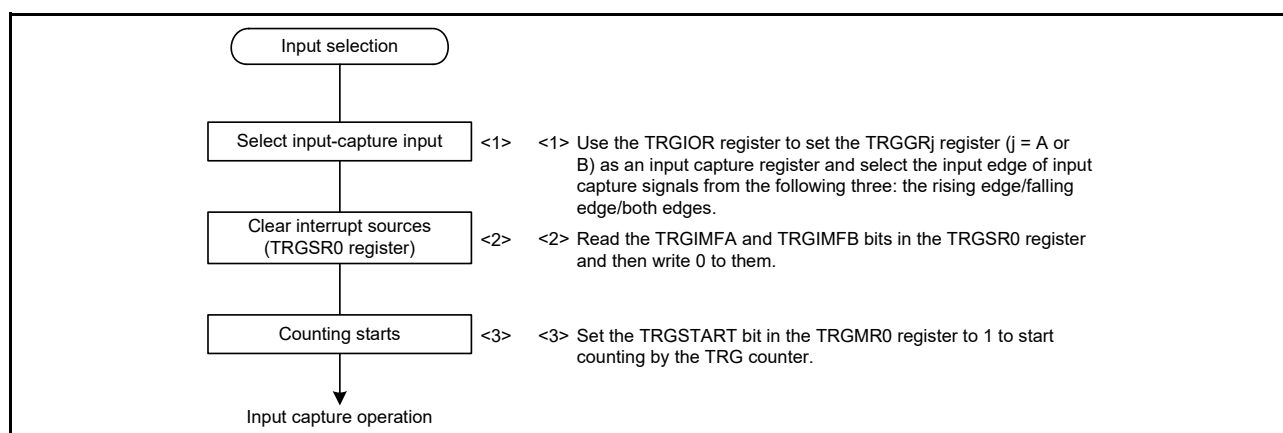 Input selection
Select input-capture input
<1>
<1> Use the TRGIOR register to set the TRGGRj register (j = A or
B) as an input capture register and select the input edge of input
capture signals from the following three: the rising edge/falling
edge/both edges.
Clear interrupt sources
(TRGSR0 register)
<2>
<2> Read the TRGIMFA and TRGIMFB bits in the TRGSR0 register
and then write 0 to them.
Counting starts
<3>
<3> Set the TRGSTART bit in the TRGMR0 register to 1 to start
counting by the TRG counter.
Input capture operation